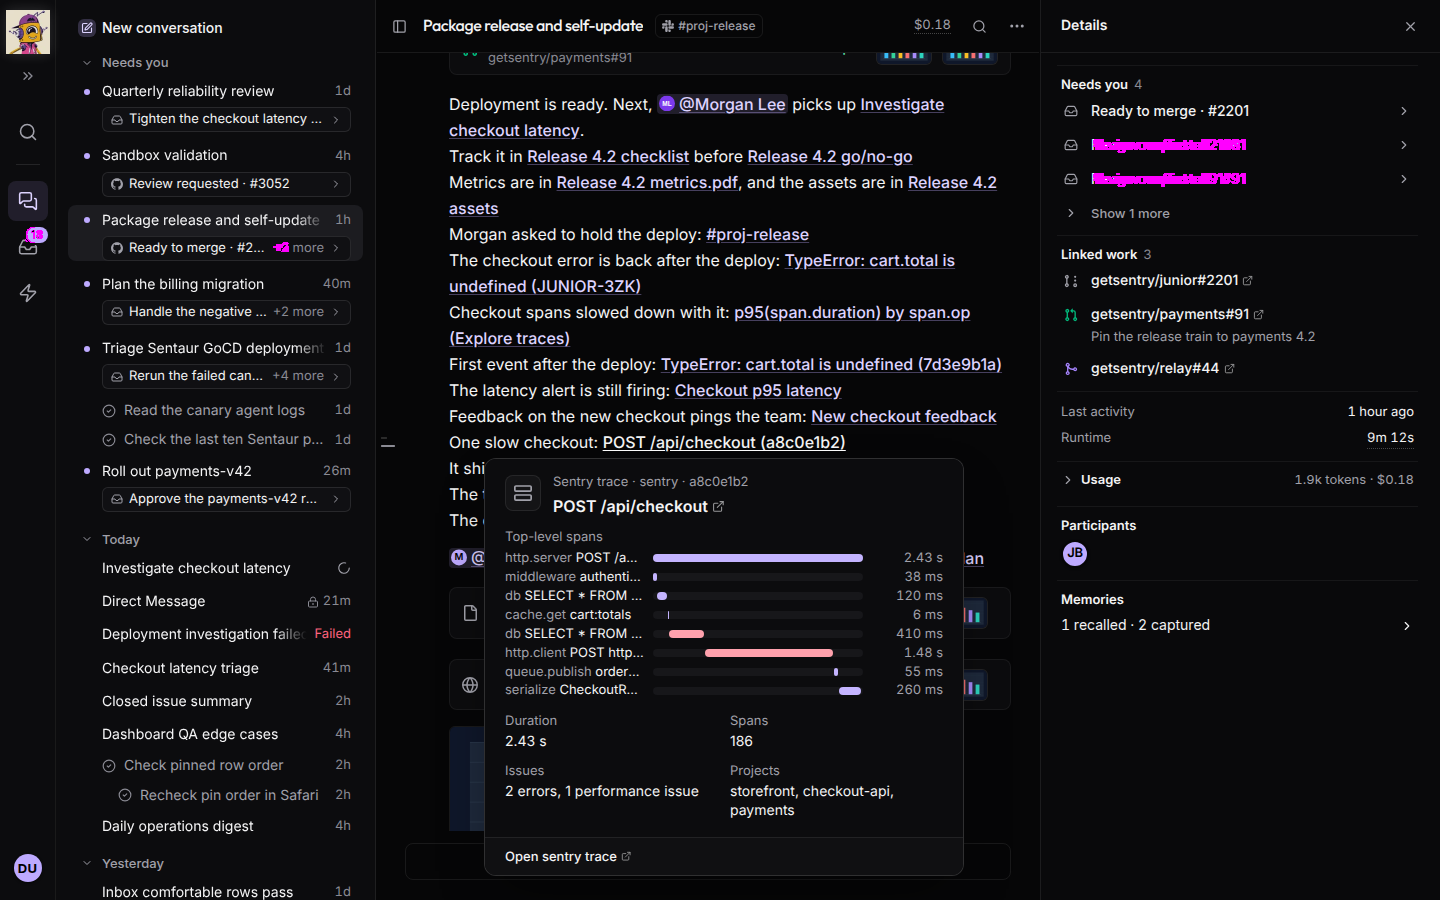 New conversation
Needs you
Quarterly reliability review 1d
Tighten the checkout latency ...
Sandbox validation 4h
Review requested · #3052
Package release and self-update 1h
Ready to merge · #2... more
Plan the billing migration 40m
Handle the negative ... +2 more
Triage Sentaur GoCD deployment 1d
Rerun the failed can... +4 more
Read the canary agent logs 1d
Check the last ten Sentaur p... 1d
Roll out payments-v42 26m
Approve the payments-v42 r...
Today
Investigate checkout latency
Direct Message 21m
Deployment investigation failed Failed
Checkout latency triage 41m
Closed issue summary 2h
Dashboard QA edge cases 4h
Check pinned row order 2h
Recheck pin order in Safari 2h
Daily operations digest 4h
Yesterday
Inbox comfortable rows pass 1d
DU
Package release and self-update #proj-release $0.18
getsentry/payments#91
Deployment is ready. Next, ML @Morgan Lee picks up Investigate
checkout latency.
Track it in Release 4.2 checklist before Release 4.2 go/no-go
Metrics are in Release 4.2 metrics.pdf, and the assets are in Release 4.2
assets
Morgan asked to hold the deploy: #proj-release
The checkout error is back after the deploy: TypeError: cart.total is
undefined (JUNIOR-3ZK)
Checkout spans slowed down with it: p95(span.duration) by span.op
(Explore traces)
First event after the deploy: TypeError: cart.total is undefined (7d3e9b1a)
The latency alert is still firing: Checkout p95 latency
Feedback on the new checkout pings the team: New checkout feedback
One slow checkout: POST /api/checkout (a8c0e1b2)
It shi
The
The
M @
Sentry trace · sentry · a8c0e1b2
POST /api/checkout
Top-level spans
http.server POST /a... 2.43 s
middleware authenti... 38 ms
db SELECT * FROM ... 120 ms
cache.get cart:totals 6 ms
db SELECT * FROM ... 410 ms
http.client POST http... 1.48 s
queue.publish order... 55 ms
serialize CheckoutR... 260 ms
Duration Spans
2.43 s 186
Issues Projects
2 errors, 1 performance issue storefront, checkout-api,
payments
Open sentry trace
Details
Needs you 4
Ready to merge · #2201
Show 1 more
Linked work 3
getsentry/junior#2201
getsentry/payments#91
Pin the release train to payments 4.2
getsentry/relay#44
Last activity 1 hour ago
Runtime 9m 12s
Usage 1.9k tokens · $0.18
Participants
JB
Memories
1 recalled · 2 captured